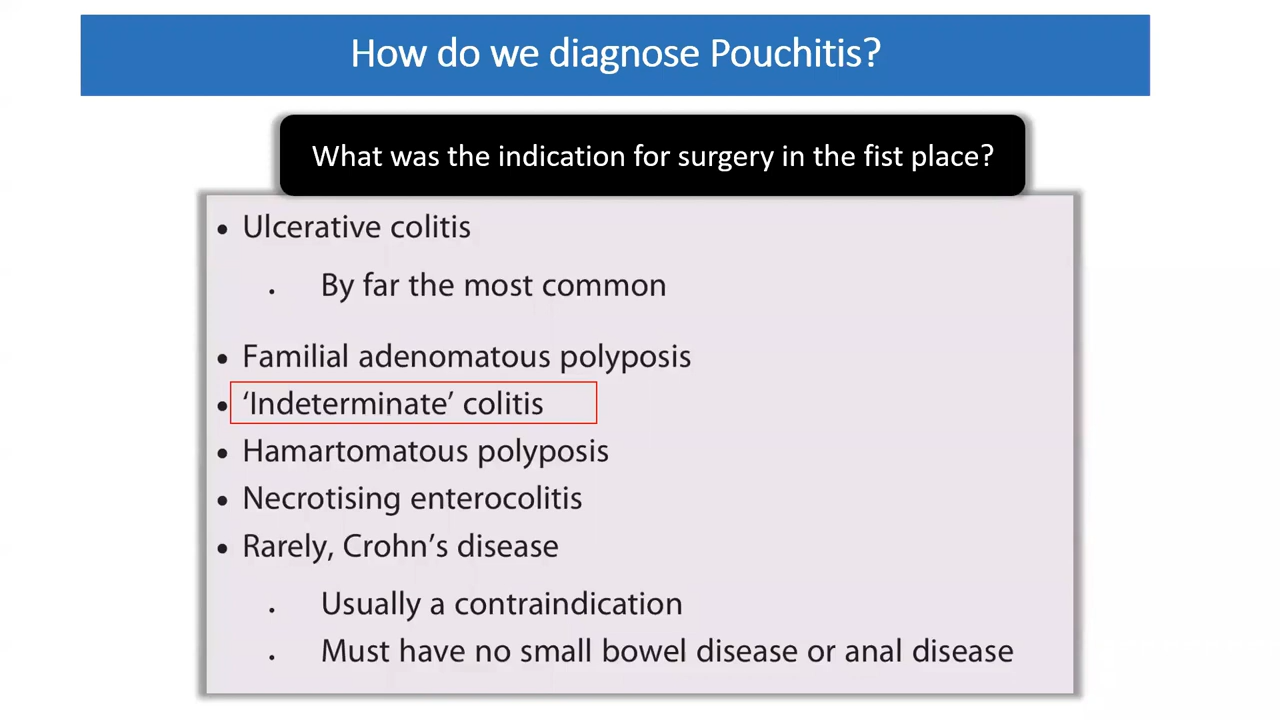 How do we diagnose Pouchitis?
What was the indication for surgery in the fist place?
• Ulcerative colitis
• By far the most common
• Familial adenomatous polyposis
• ‘Indeterminate’ colitis
• Hamartomatous polyposis
• Necrotising enterocolitis
• Rarely, Crohn’s disease
• Usually a contraindication
• Must have no small bowel disease or anal disease